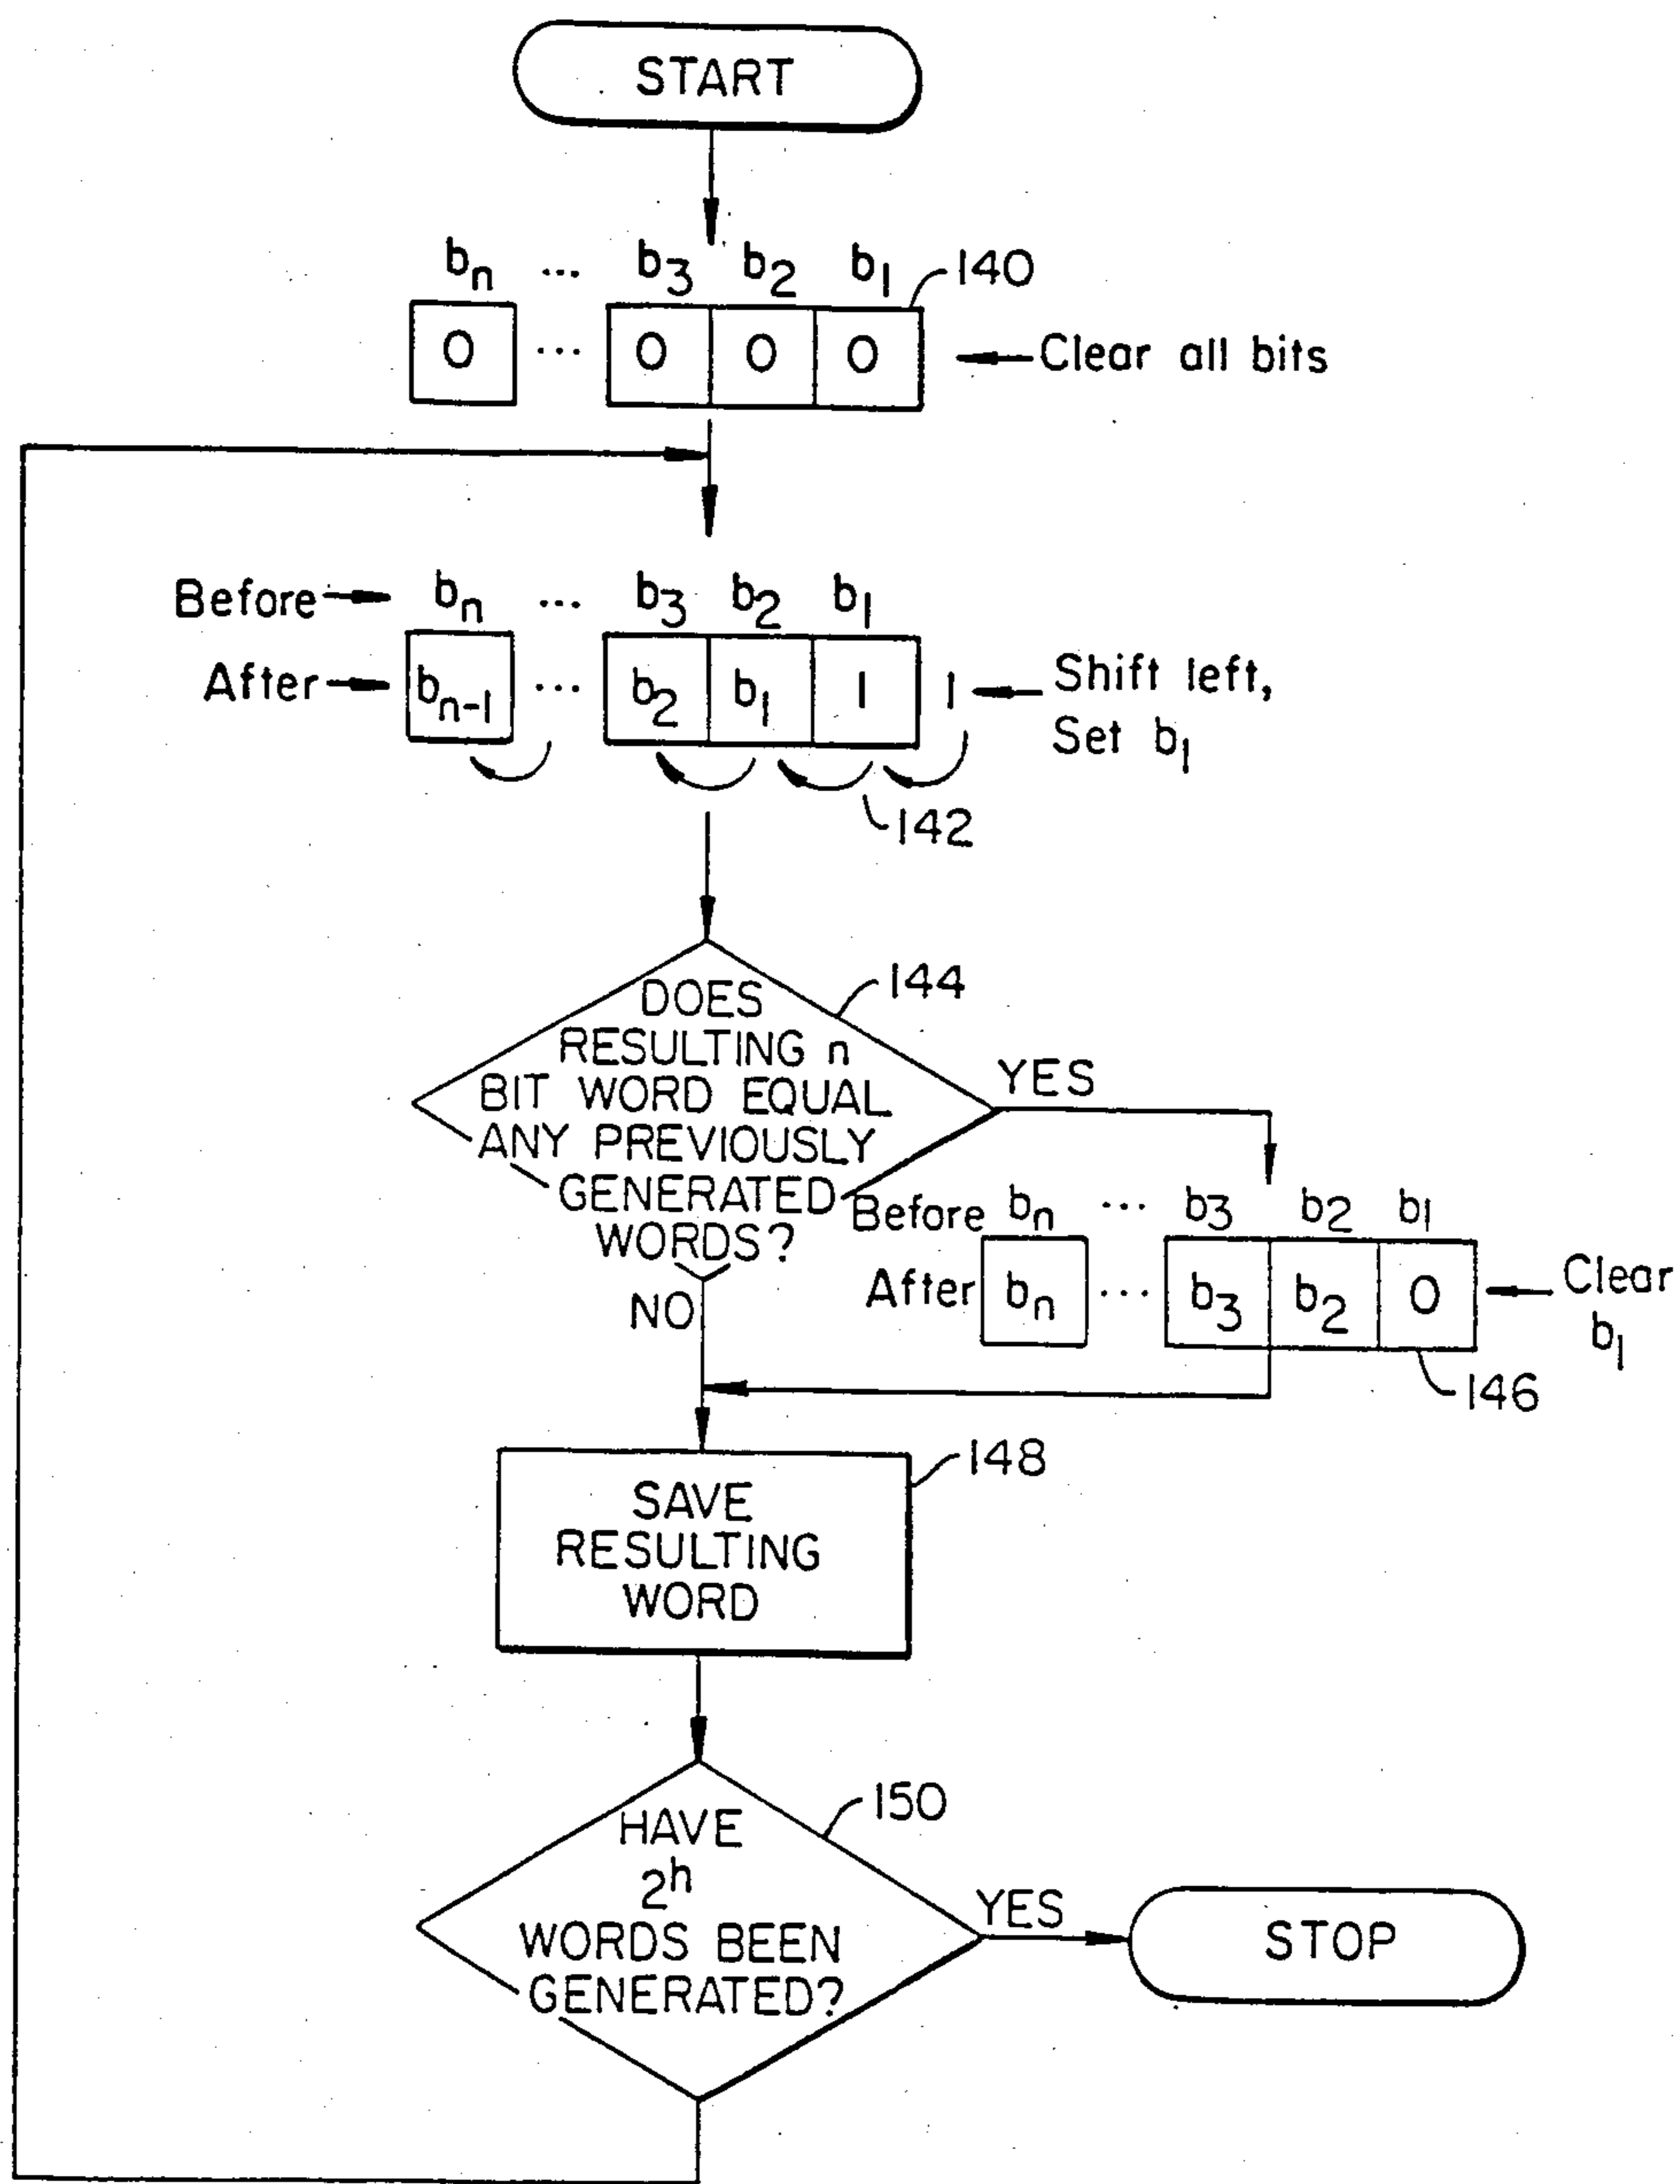 START
bn ... b3 b2 b1 140
0 ... 0 0 0 Clear all bits
Before bn ... b3 b2 b1
After bn-1 ... b2 b1 1 1 Shift left,
Set b1
142
144
DOES
RESULTING n
BIT WORD EQUAL
ANY PREVIOUSLY
GENERATED
WORDS?
YES
NO
Before bn ... b3 b2 b1
After bn ... b3 b2 0 Clear
b1
146
148
SAVE
RESULTING
WORD
150
HAVE
2h
WORDS BEEN
GENERATED?
YES
STOP